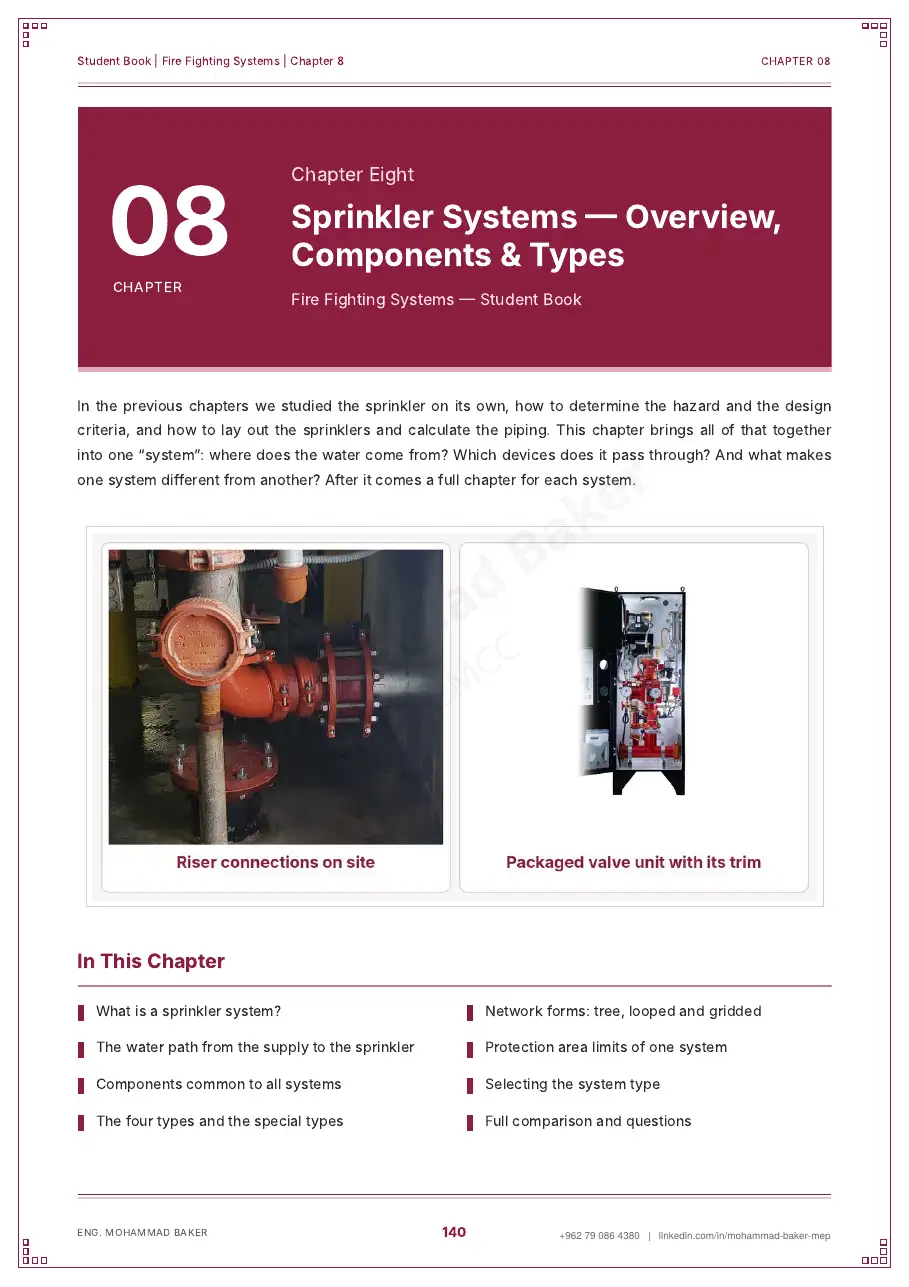 Student Book | Fire Fighting Systems | Chapter 8
CHAPTER 08
08
CHAPTER
Chapter Eight
Sprinkler Systems — Overview,
Components & Types
Fire Fighting Systems — Student Book
In the previous chapters we studied the sprinkler on its own, how to determine the hazard and the design
criteria, and how to lay out the sprinklers and calculate the piping. This chapter brings all of that together
into one “system”: where does the water come from? Which devices does it pass through? And what makes
one system different from another? After it comes a full chapter for each system.
Riser connections on site
Packaged valve unit with its trim
In This Chapter
What is a sprinkler system?
The water path from the supply to the sprinkler
Components common to all systems
The four types and the special types
Network forms: tree, looped and gridded
Protection area limits of one system
Selecting the system type
Full comparison and questions
ENG. MOHAMMAD BAKER
140
+962 79 086 4380 | linkedin.com/in/mohammad-baker-mep